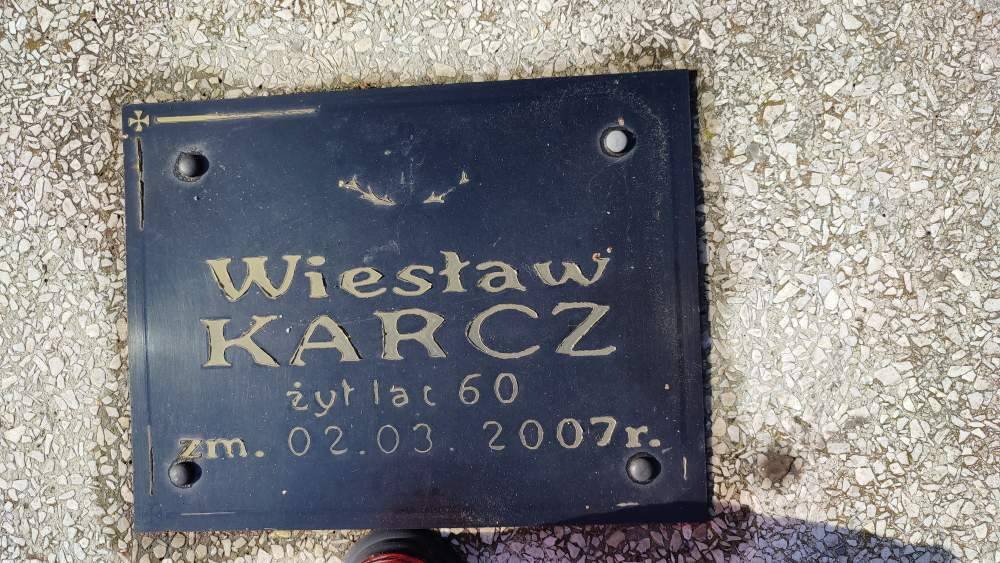 Wiesław
KARCZ
żył lat 60
zm. 02.03.2007r.